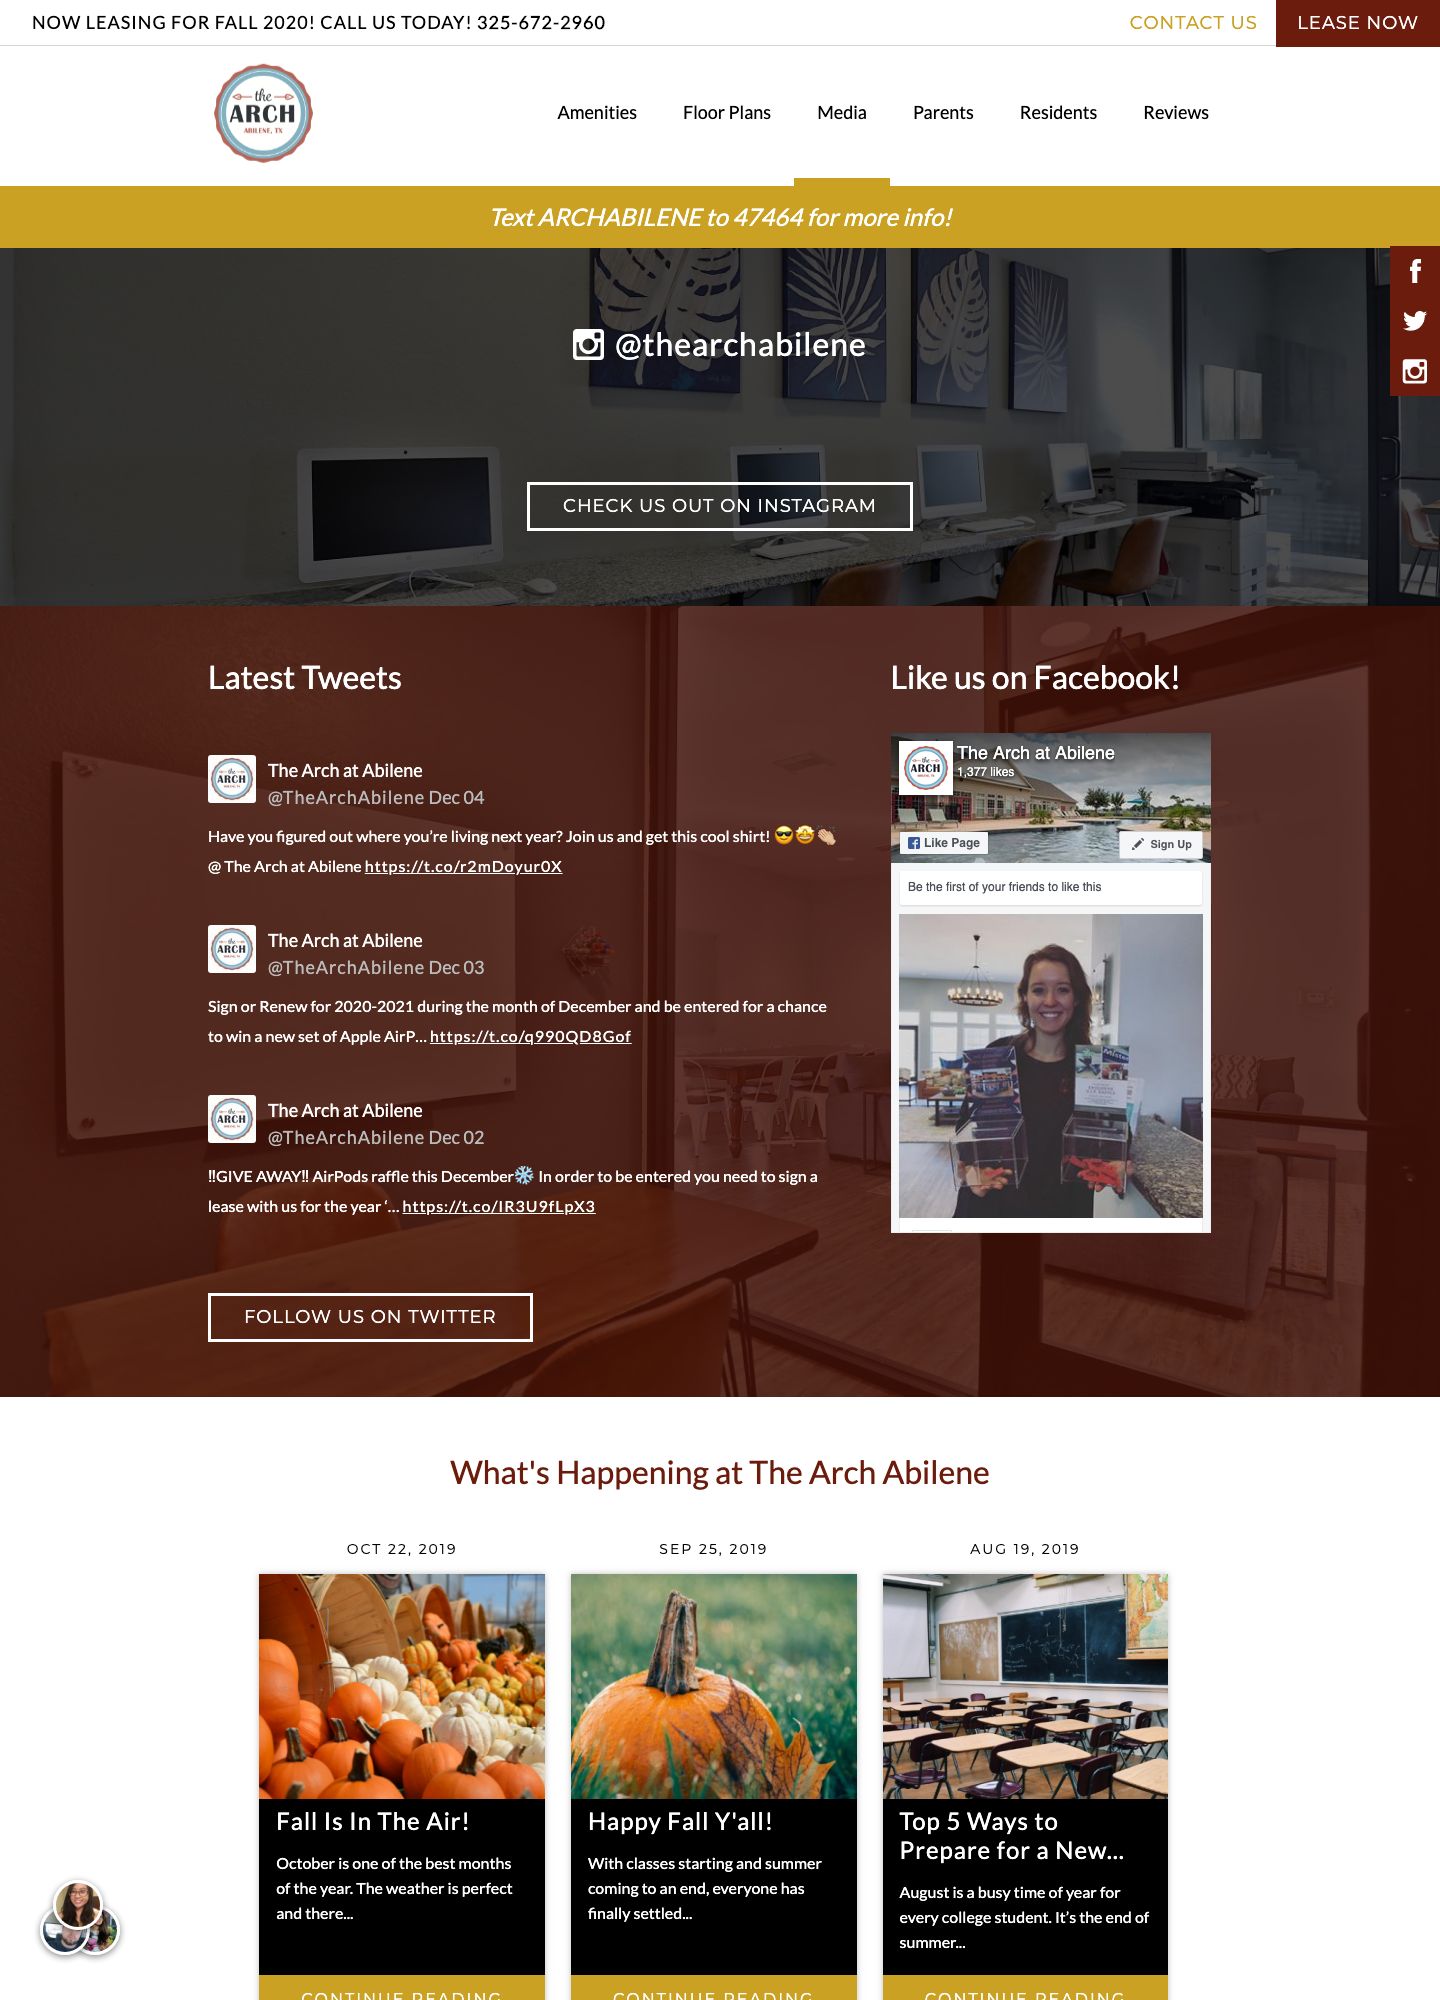 NOW LEASING FOR FALL 2020! CALL US TODAY! 325-672-2960
CONTACT US
LEASE NOW
the
ARCH
ABILENE, TX
Amenities
Floor Plans
Media
Parents
Residents
Reviews
Text ARCHABILENE to 47464 for more info!
@thearchabilene
CHECK US OUT ON INSTAGRAM
Latest Tweets
Like us on Facebook!
the
ARCH
The Arch at Abilene
@TheArchAbilene Dec 04
Have you figured out where you’re living next year? Join us and get this cool shirt! 😎🤩👏🏼
@ The Arch at Abilene https://t.co/r2mDoyur0X
the
ARCH
The Arch at Abilene
@TheArchAbilene Dec 03
Sign or Renew for 2020-2021 during the month of December and be entered for a chance
to win a new set of Apple AirP… https://t.co/q990QD8Gof
the
ARCH
The Arch at Abilene
@TheArchAbilene Dec 02
‼GIVE AWAY‼ AirPods raffle this December❄ In order to be entered you need to sign a
lease with us for the year ‘… https://t.co/IR3U9fLpX3
FOLLOW US ON TWITTER
the
ARCH
The Arch at Abilene
1,377 likes
Like Page
Sign Up
Be the first of your friends to like this
What's Happening at The Arch Abilene
OCT 22, 2019
Fall Is In The Air!
October is one of the best months
of the year. The weather is perfect
and there...
CONTINUE READING
SEP 25, 2019
Happy Fall Y'all!
With classes starting and summer
coming to an end, everyone has
finally settled...
CONTINUE READING
AUG 19, 2019
Top 5 Ways to
Prepare for a New...
August is a busy time of year for
every college student. It’s the end of
summer...
CONTINUE READING